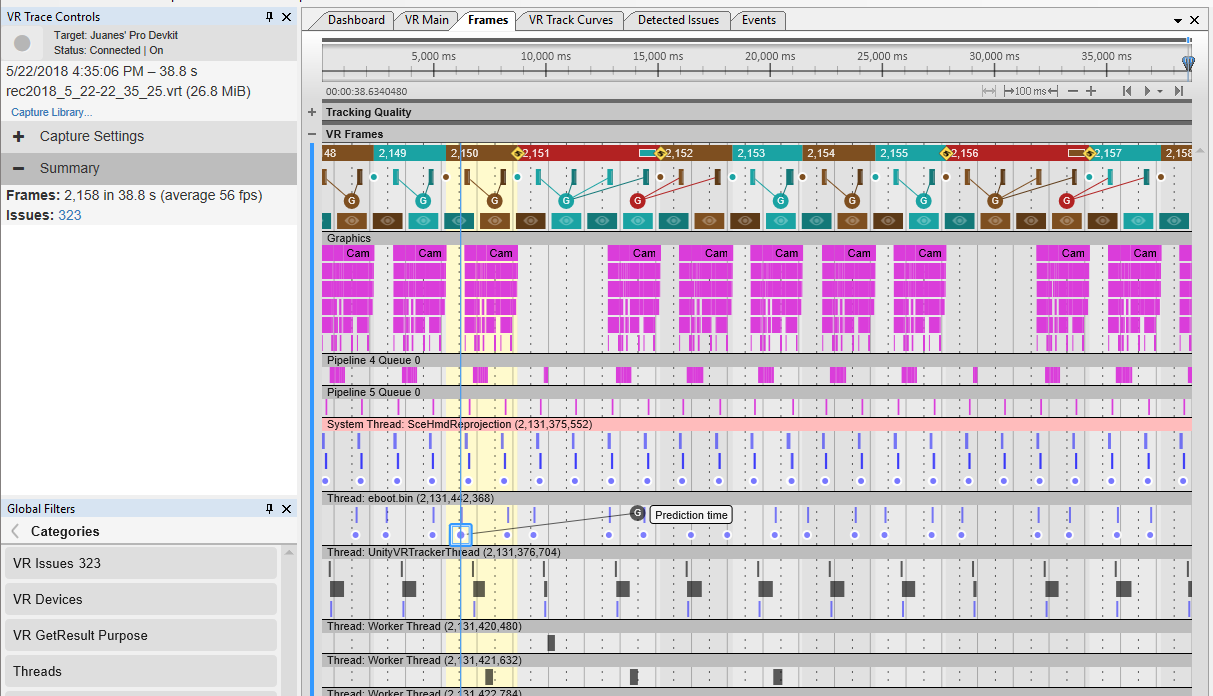 VR Trace Controls
Target: Juanes' Pro Devkit
Status: Connected | On
5/22/2018 4:35:06 PM – 38.8 s
rec2018_5_22-22_35_25.vrt (26.8 MiB)
Capture Library...
Capture Settings
Summary
Frames: 2,158 in 38.8 s (average 56 fps)
Issues: 323
Global Filters
Categories
VR Issues 323
VR Devices
VR GetResult Purpose
Threads
Dashboard VR Main Frames VR Track Curves Detected Issues Events
5,000 ms 10,000 ms 15,000 ms 20,000 ms 25,000 ms 30,000 ms 35,000 ms
00:00:38.6340480
100 ms
Tracking Quality
VR Frames
48 2,149 2,150 2,151 2,152 2,153 2,154 2,155 2,156 2,157 2,158
G G G G G G G G G G
Graphics
Cam Cam Cam Cam Cam Cam Cam Cam Cam Cam
Pipeline 4 Queue 0
Pipeline 5 Queue 0
System Thread: SceHmdReprojection (2,131,375,552)
Thread: eboot.bin (2,131,442,368)
G Prediction time
Thread: UnityVRTrackerThread (2,131,376,704)
Thread: Worker Thread (2,131,420,480)
Thread: Worker Thread (2,131,421,632)
Thread: Worker Thread (2,131,422,784)